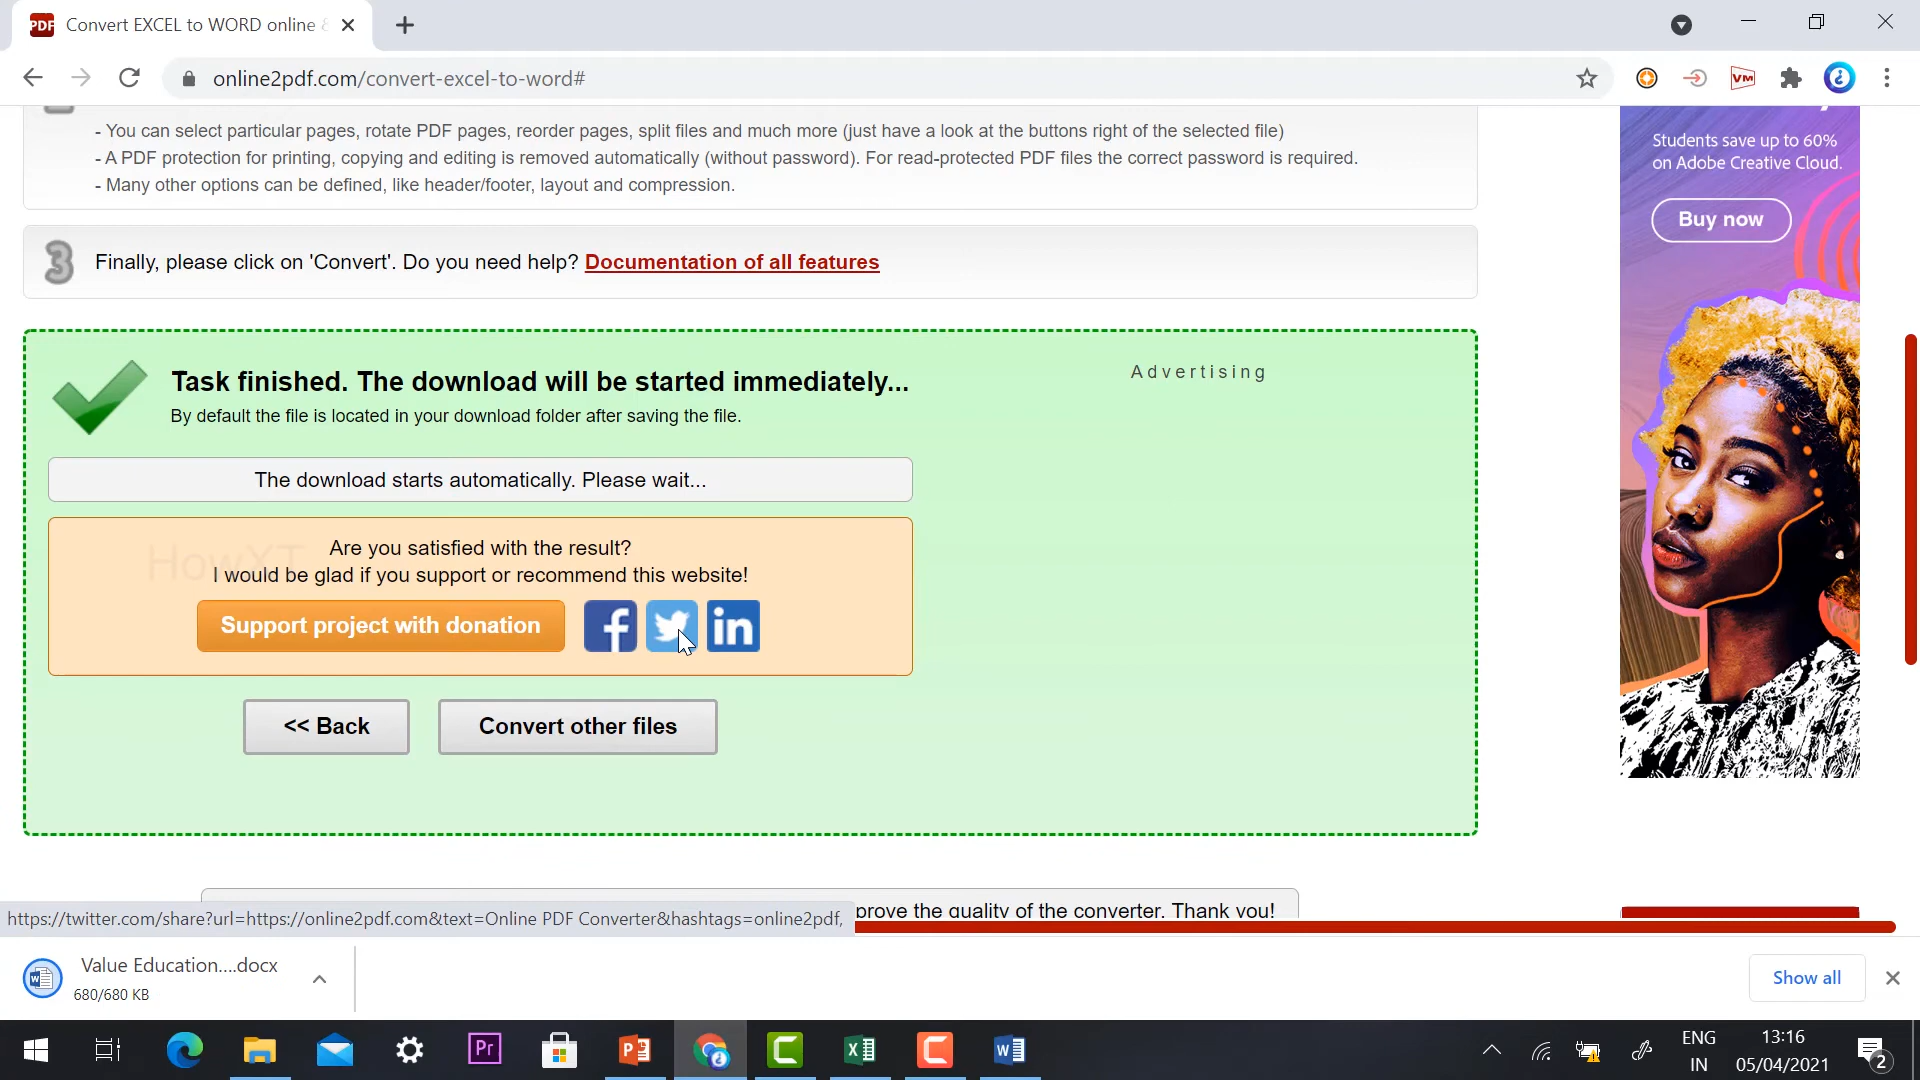 PDF Convert EXCEL to WORD online &
online2pdf.com/convert-excel-to-word#
VM
- You can select particular pages, rotate PDF pages, reorder pages, split files and much more (just have a look at the buttons right of the selected file)
- A PDF protection for printing, copying and editing is removed automatically (without password). For read-protected PDF files the correct password is required.
- Many other options can be defined, like header/footer, layout and compression.
3 Finally, please click on 'Convert'. Do you need help? Documentation of all features
Students save up to 60%
on Adobe Creative Cloud.
Buy now
Task finished. The download will be started immediately...
By default the file is located in your download folder after saving the file.
Advertising
The download starts automatically. Please wait...
HowXT
Are you satisfied with the result?
I would be glad if you support or recommend this website!
Support project with donation
f
in
<< Back
Convert other files
prove the quality of the converter. Thank you!
https://twitter.com/share?url=https://online2pdf.com&text=Online PDF Converter&hashtags=online2pdf,
Value Education....docx
680/680 KB
Show all
Pr
ENG
IN
13:16
05/04/2021
2